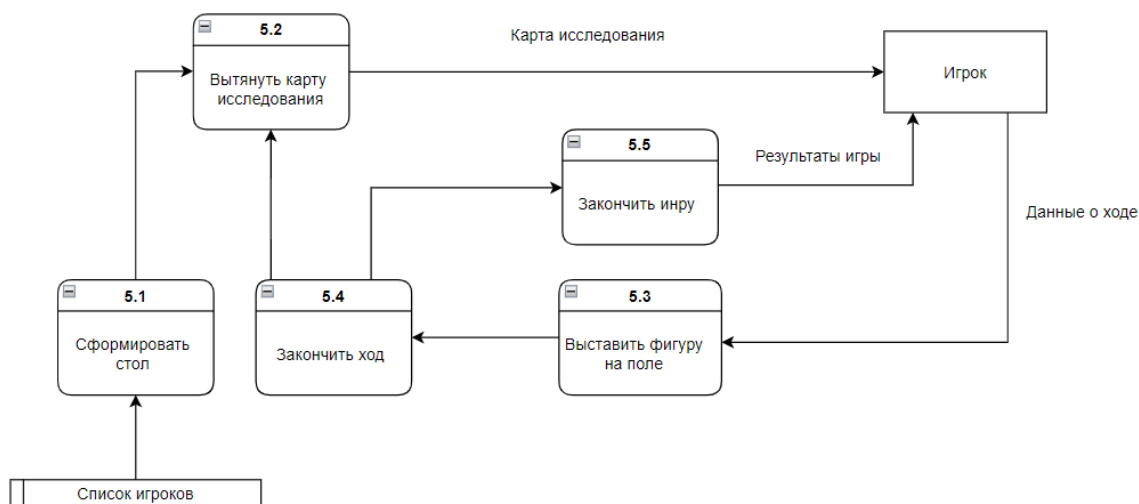 5.2
Вытянуть карту
исследования
Карта исследования
Игрок
5.5
Закончить инру
Результаты игры
Данные о ходе
5.1
Сформировать
стол
5.4
Закончить ход
5.3
Выставить фигуру
на поле
Список игроков